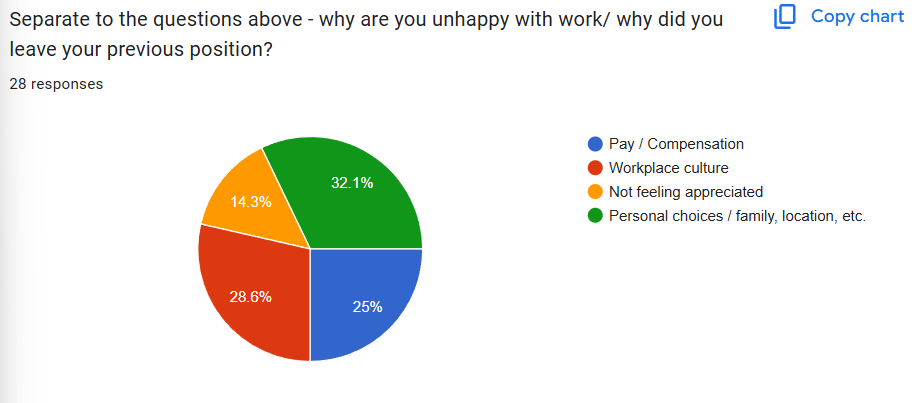 Separate to the questions above - why are you unhappy with work/ why did you
leave your previous position?
Copy chart
28 responses
32.1%
14.3%
28.6%
25%
Pay / Compensation
Workplace culture
Not feeling appreciated
Personal choices / family, location, etc.